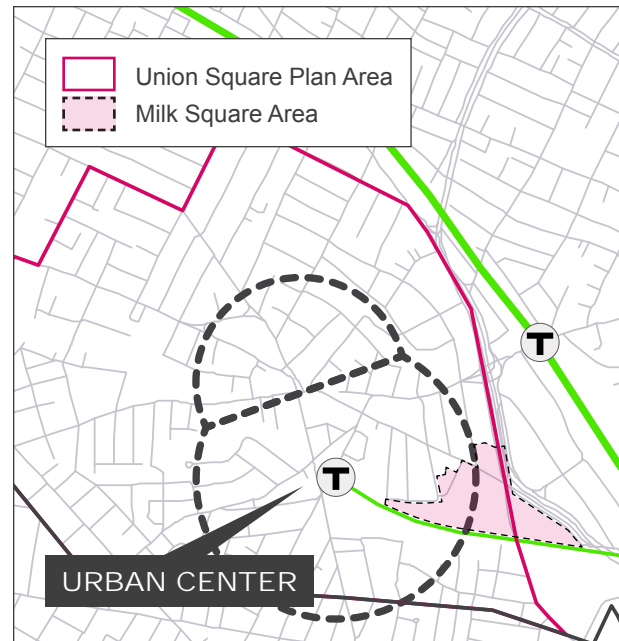 Union Square Plan Area
Milk Square Area
T
T
URBAN CENTER